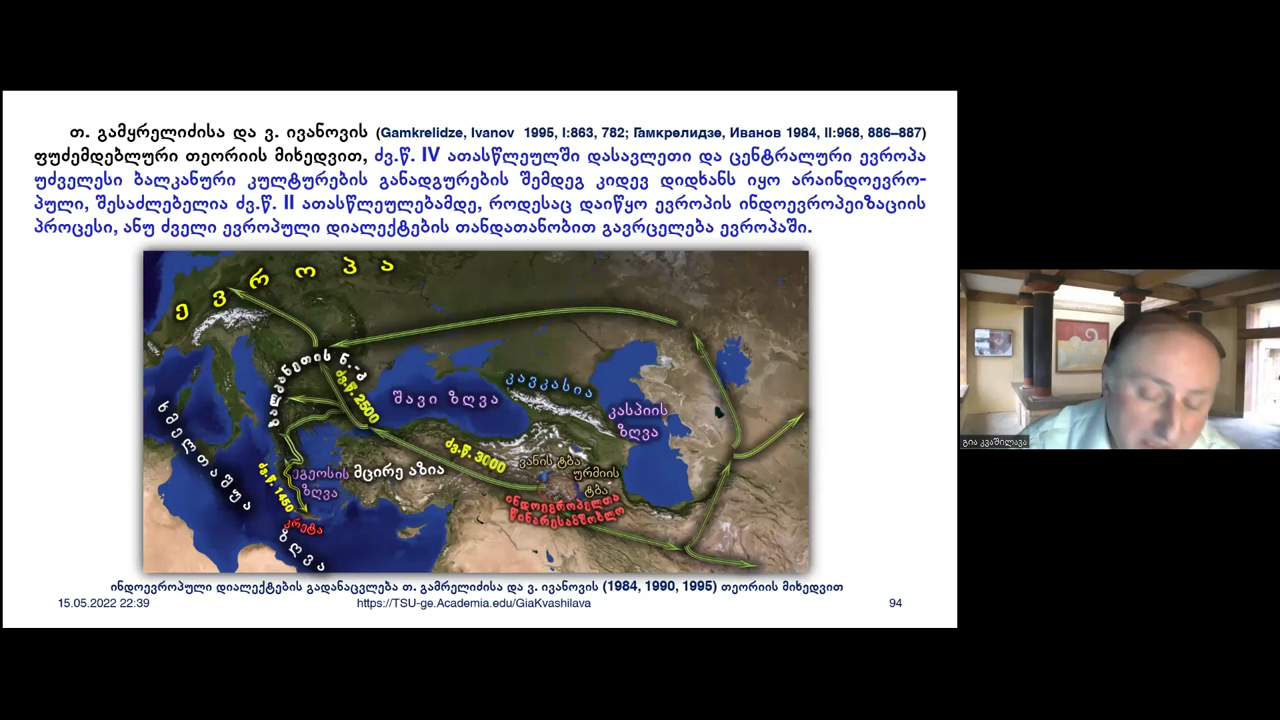 თ. გამყრელიძისა და ვ. ივანოვის (Gamkrelidze, Ivanov 1995, I:863, 782; Гамкрелидзе, Иванов 1984, II:968, 886–887)
ფუძემდებლური თეორიის მიხედვით, ძვ.წ. IV ათასწლეულში დასავლეთი და ცენტრალური ევროპა
უძველესი ბალკანური კულტურების განადგურების შემდეგ კიდევ დიდხანს იყო არაინდოევრო-
პული, შესაძლებელია ძვ.წ. II ათასწლეულებამდე, როდესაც დაიწყო ევროპის ინდოევროპეიზაციის
პროცესი, ანუ ძველი ევროპული დიალექტების თანდათანობით გავრცელება ევროპაში.
ევროპა
ბალკანეთის ნ.-კ
ძვ.წ. 2500
შავი ზღვა
კავკასია
კასპიის
ზღვა
ხმელთაშუა
ძვ.წ. 1450
ეგეოსის
ზღვა
მცირე აზია
ძვ.წ. 3000
ვანის ტბა
ურმიის
ტბა
ინდოევროპელთა
წინარესამშობლო
კრეტა
ზღვა
ინდოევროპული დიალექტების გადანაცვლება თ. გამრელიძისა და ვ. ივანოვის (1984, 1990, 1995) თეორიის მიხედვით
15.05.2022 22:39
https://TSU-ge.Academia.edu/GiaKvashilava
94
გია კვაშილავა